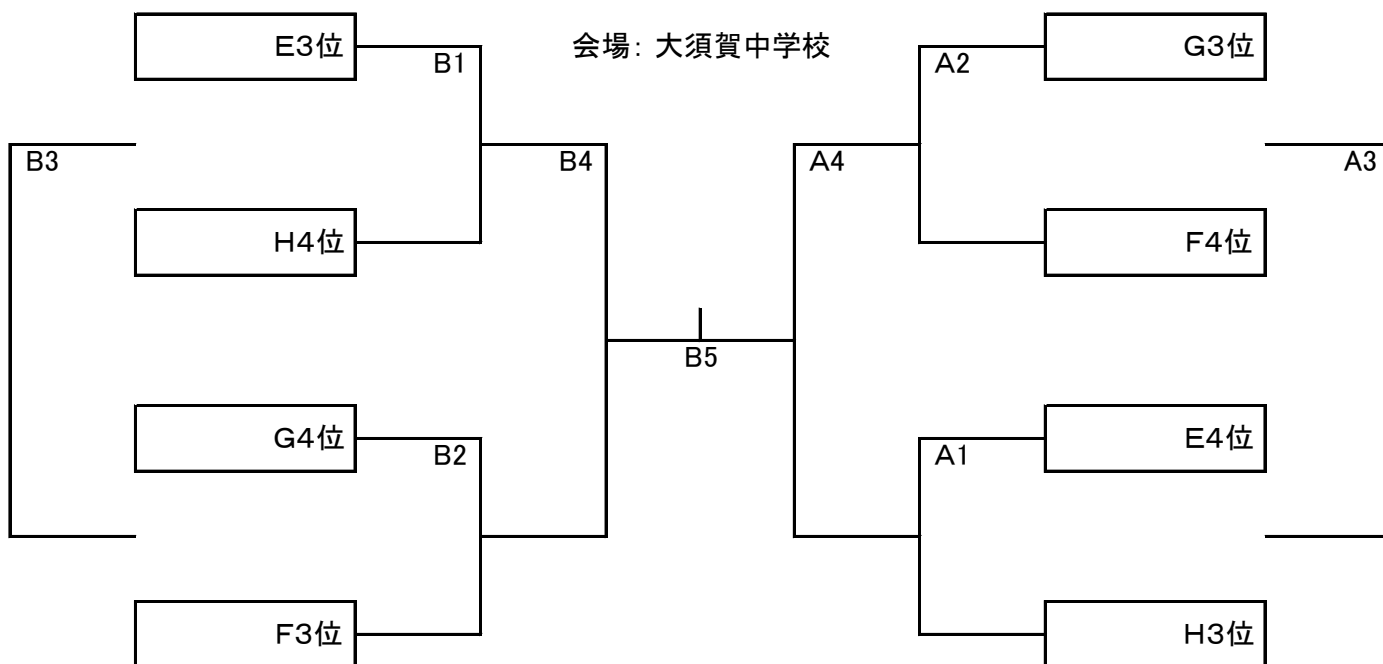 E3位
会場: 大須賀中学校
G3位
B1
A2
B3
B4
A4
A3
H4位
F4位
B5
G4位
E4位
B2
A1
F3位
H3位